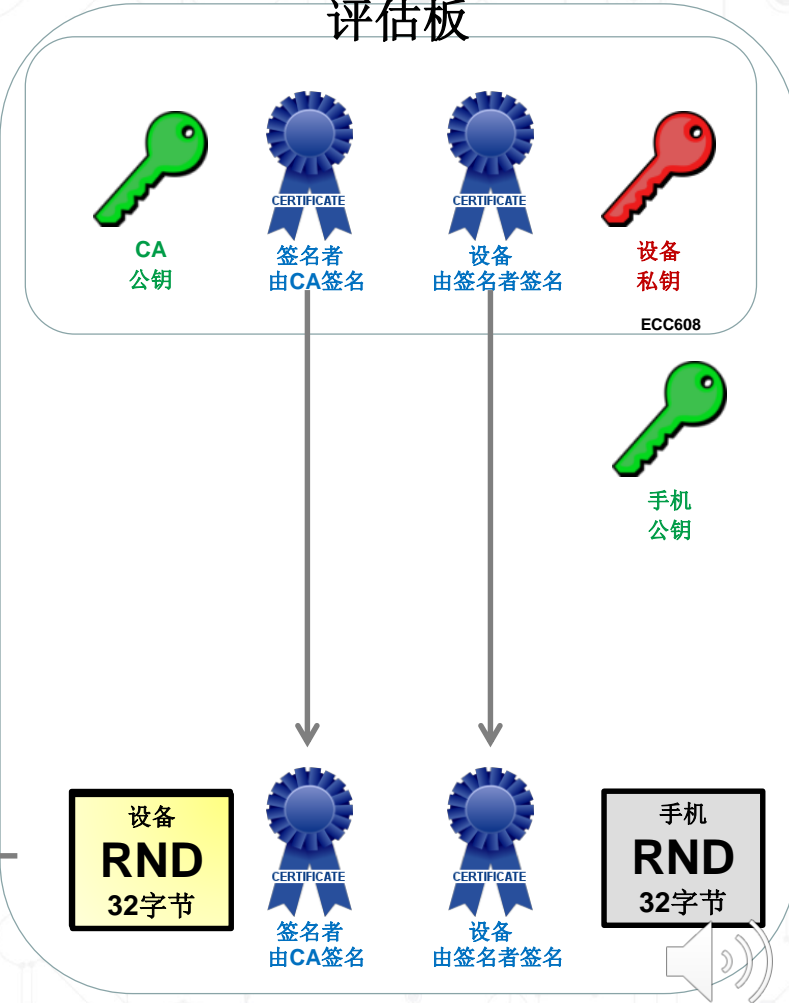 评估板
CERTIFICATE
CERTIFICATE
CA
公钥
签名者
由CA签名
设备
由签名者签名
设备
私钥
ECC608
手机
公钥
设备
RND
32字节
CERTIFICATE
签名者
由CA签名
CERTIFICATE
设备
由签名者签名
手机
RND
32字节